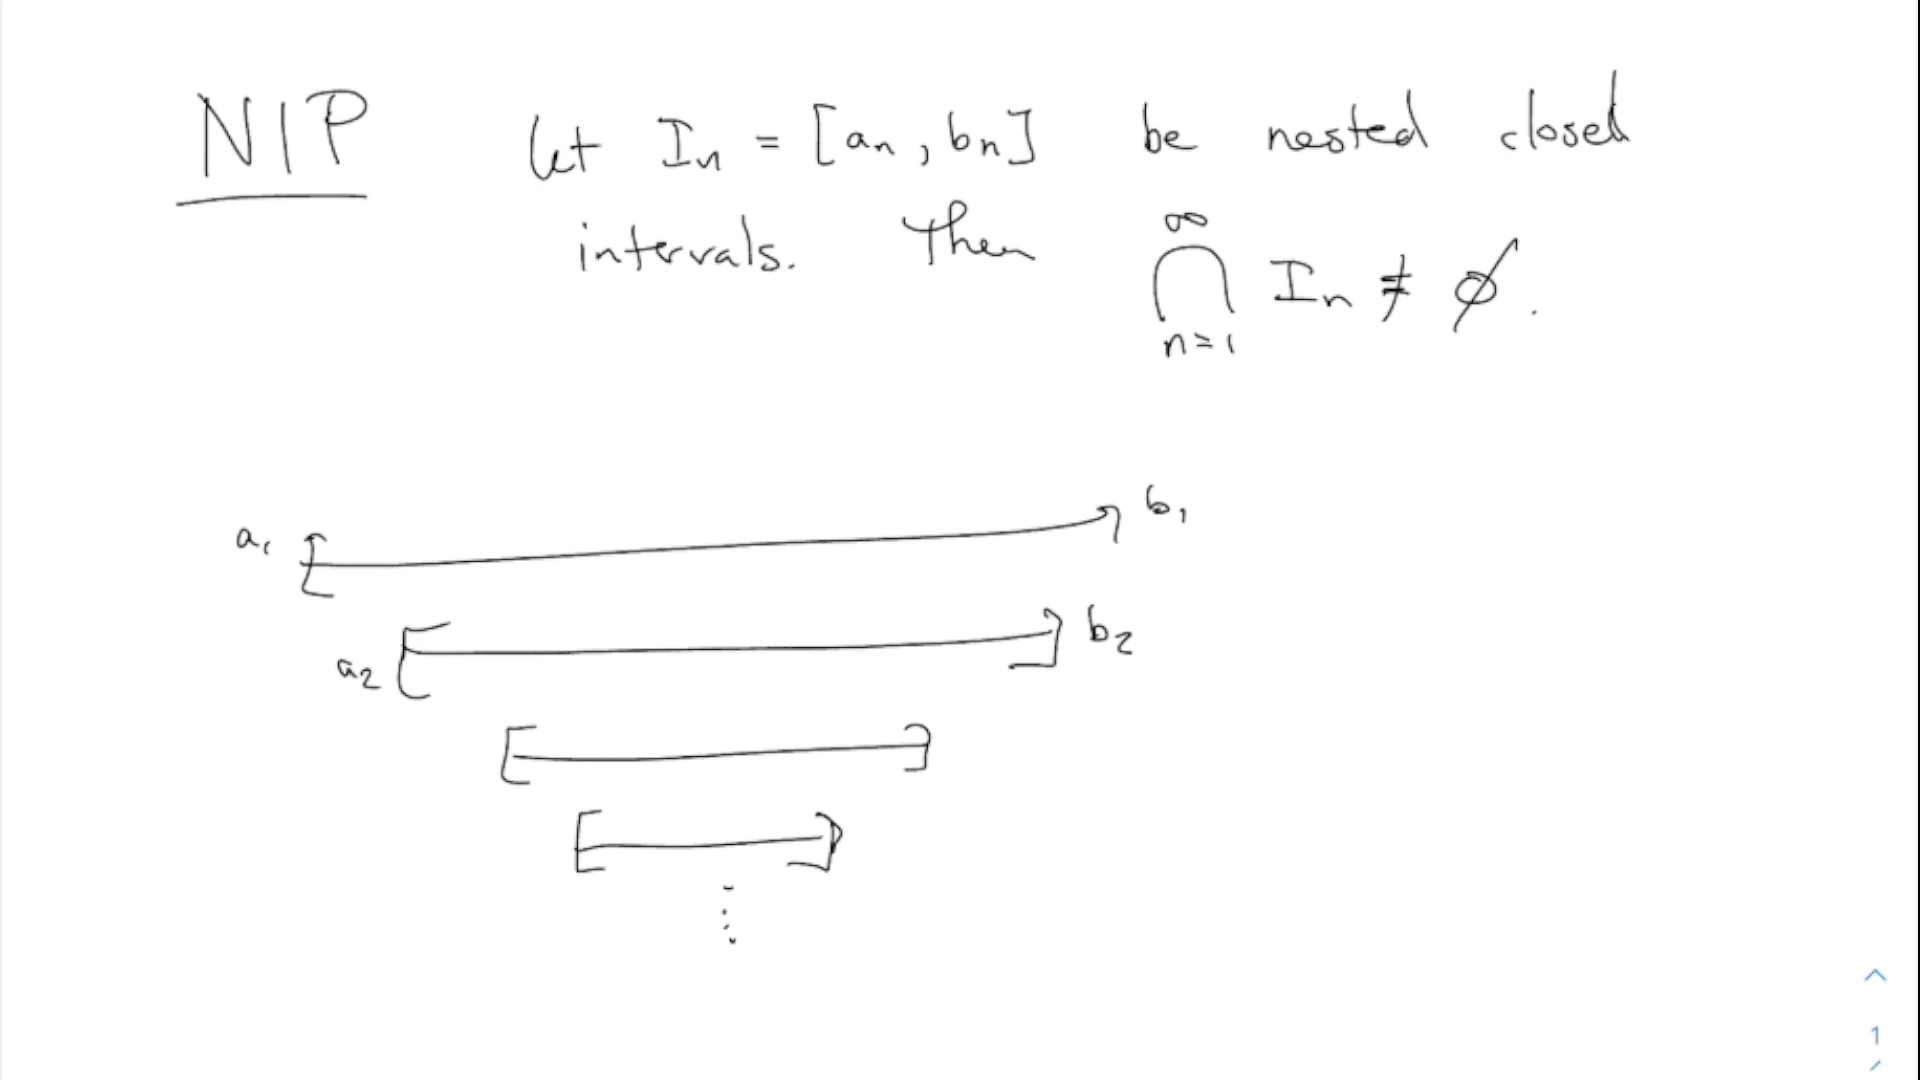 NIP let In = [an, bn] be nested closed
intervals. Then ∞ ⋂ n=1 In ≠ ∅.
a1 b1
a2 b2
⋮
1